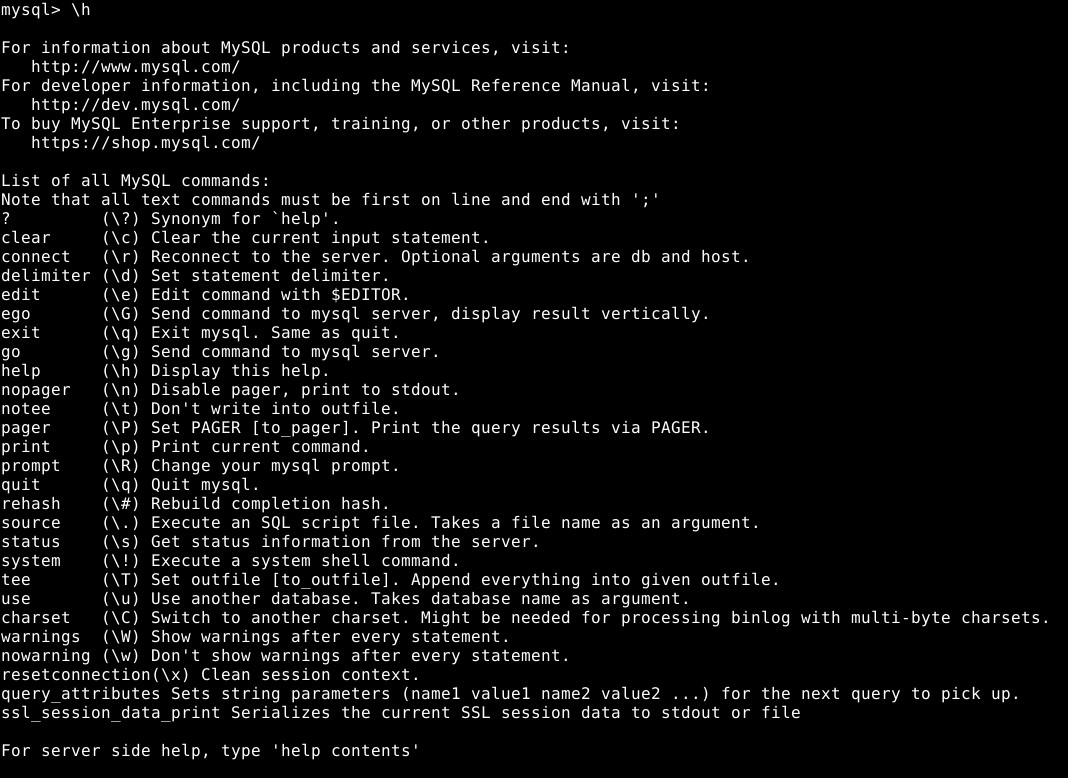 mysql> \h

For information about MySQL products and services, visit:
   http://www.mysql.com/
For developer information, including the MySQL Reference Manual, visit:
   http://dev.mysql.com/
To buy MySQL Enterprise support, training, or other products, visit:
   https://shop.mysql.com/

List of all MySQL commands:
Note that all text commands must be first on line and end with ';'
?         (\?) Synonym for `help'.
clear     (\c) Clear the current input statement.
connect   (\r) Reconnect to the server. Optional arguments are db and host.
delimiter (\d) Set statement delimiter.
edit      (\e) Edit command with $EDITOR.
ego       (\G) Send command to mysql server, display result vertically.
exit      (\q) Exit mysql. Same as quit.
go        (\g) Send command to mysql server.
help      (\h) Display this help.
nopager   (\n) Disable pager, print to stdout.
notee     (\t) Don't write into outfile.
pager     (\P) Set PAGER [to_pager]. Print the query results via PAGER.
print     (\p) Print current command.
prompt    (\R) Change your mysql prompt.
quit      (\q) Quit mysql.
rehash    (\#) Rebuild completion hash.
source    (\.) Execute an SQL script file. Takes a file name as an argument.
status    (\s) Get status information from the server.
system    (\!) Execute a system shell command.
tee       (\T) Set outfile [to_outfile]. Append everything into given outfile.
use       (\u) Use another database. Takes database name as argument.
charset   (\C) Switch to another charset. Might be needed for processing binlog with multi-byte charsets.
warnings  (\W) Show warnings after every statement.
nowarning (\w) Don't show warnings after every statement.
resetconnection(\x) Clean session context.
query_attributes Sets string parameters (name1 value1 name2 value2 ...) for the next query to pick up.
ssl_session_data_print Serializes the current SSL session data to stdout or file

For server side help, type 'help contents'